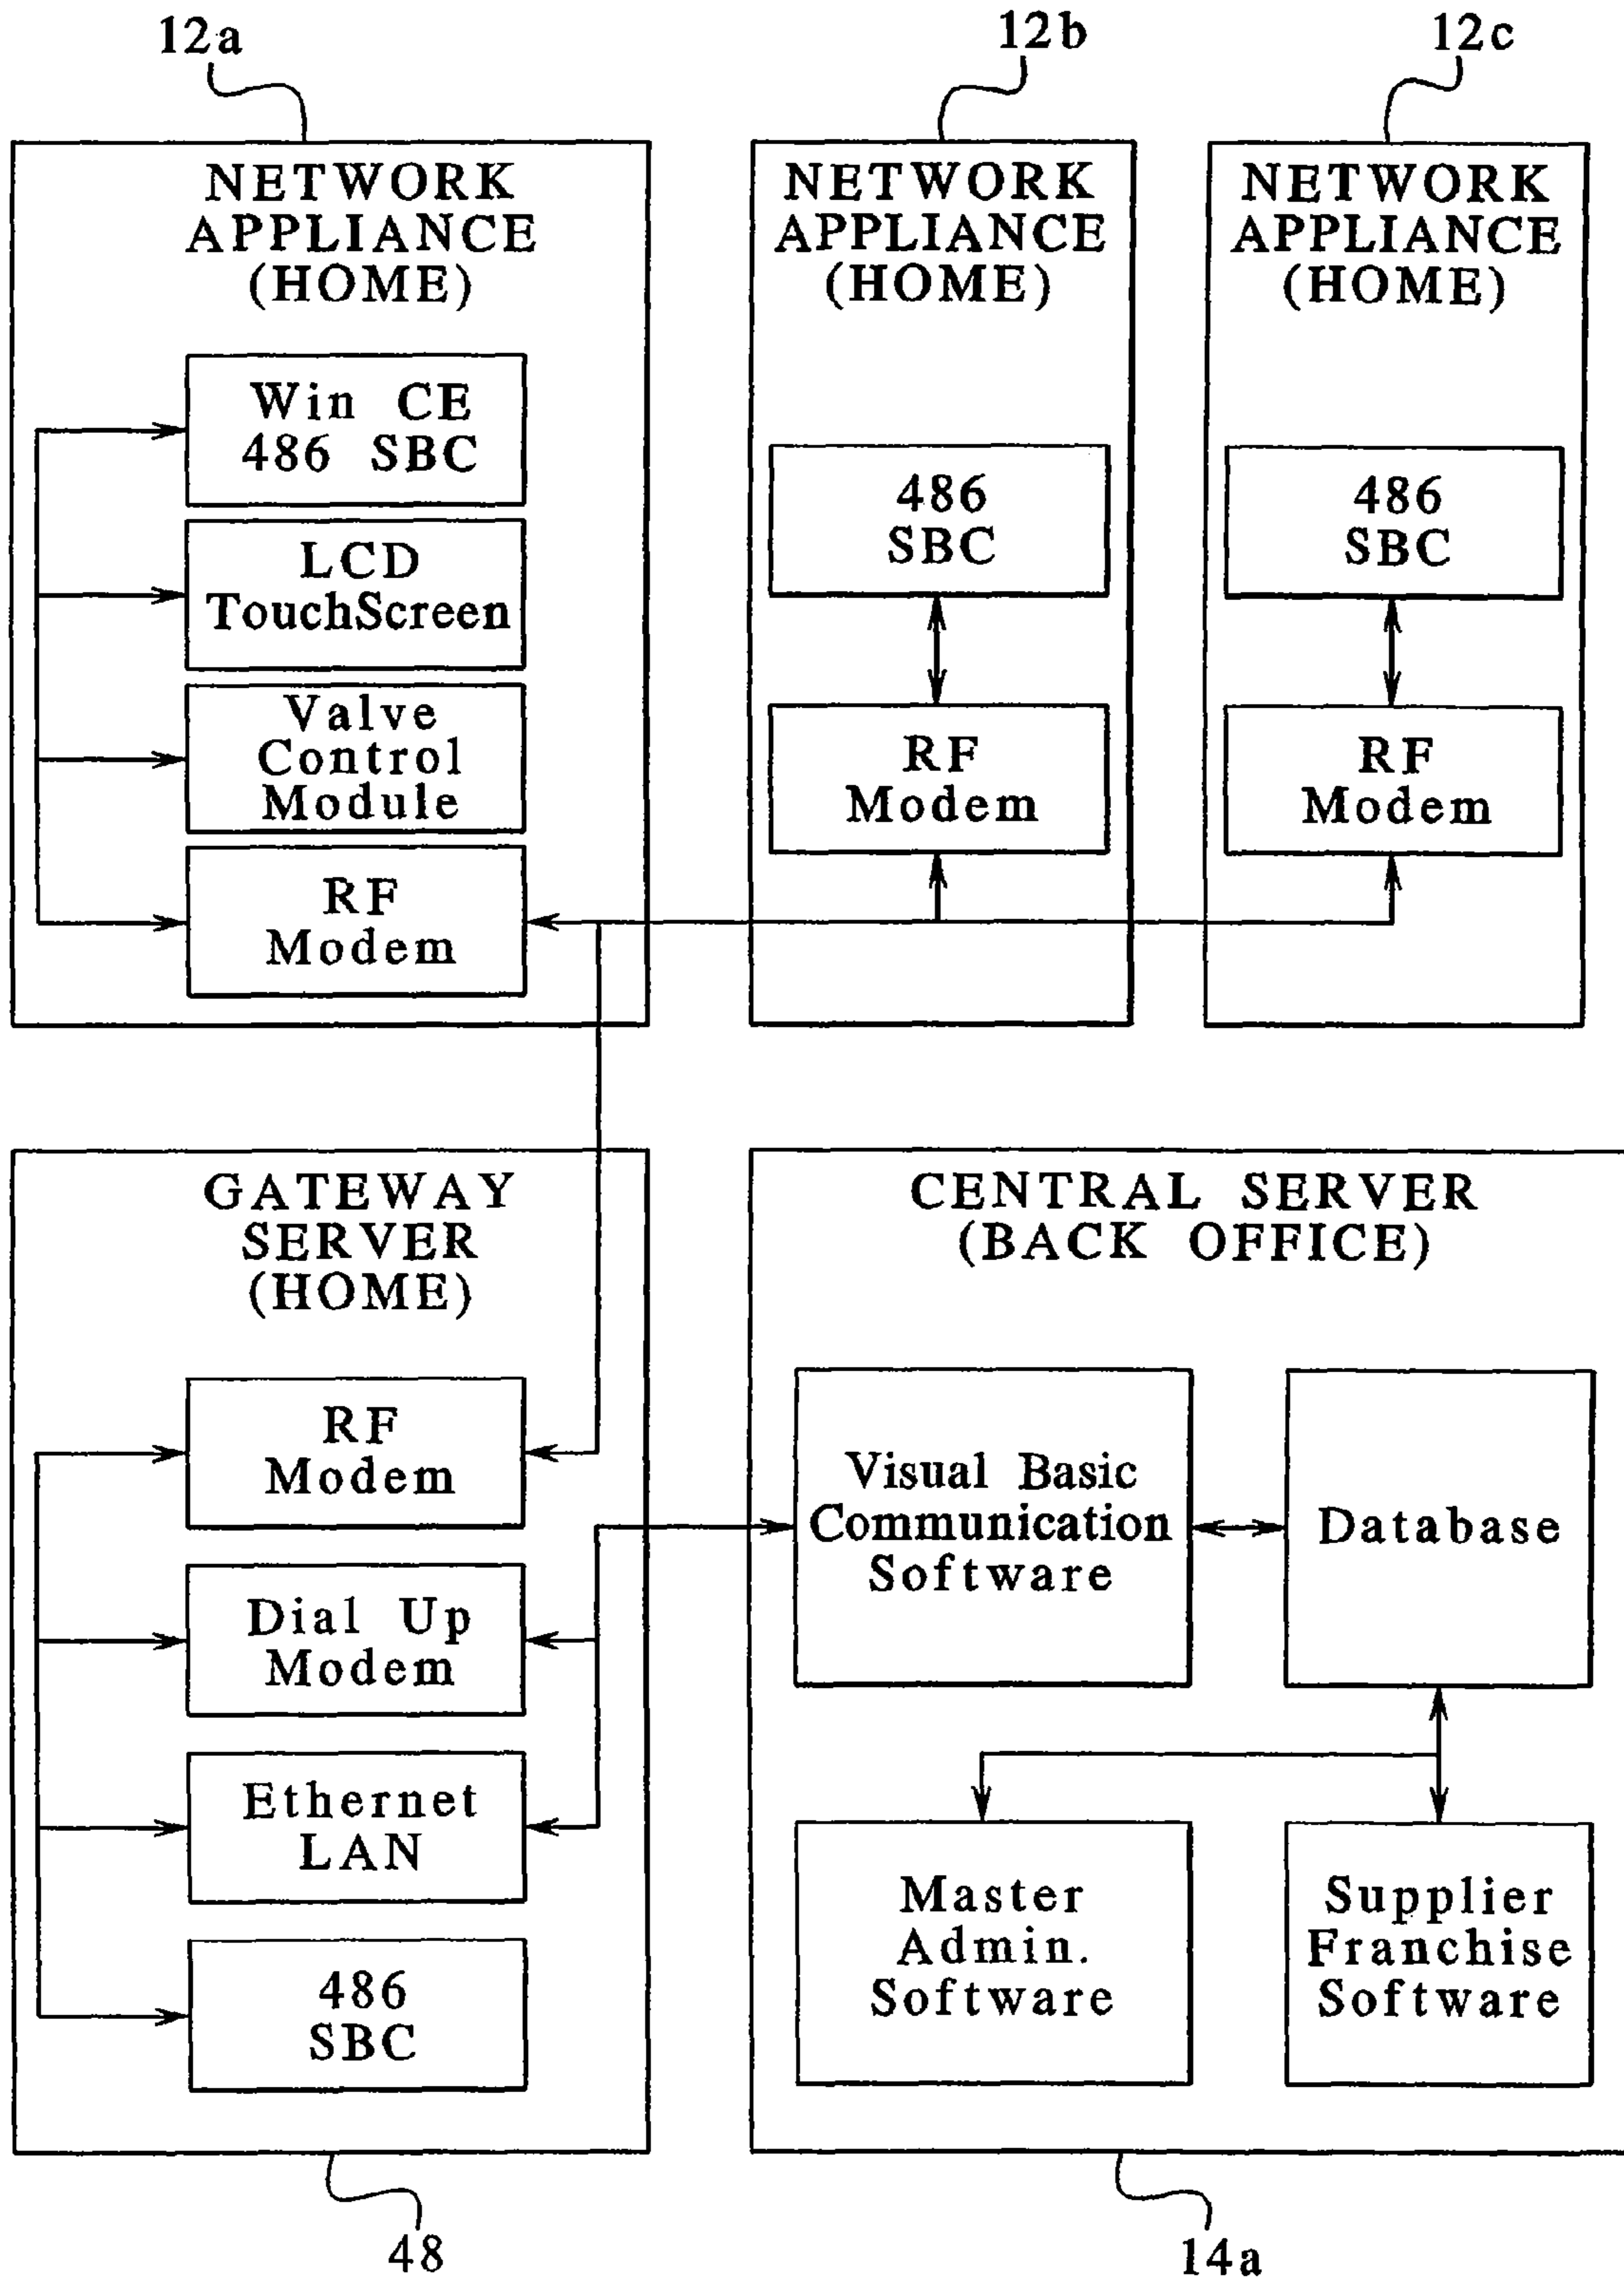 12a
12b
12c
NETWORK
APPLIANCE
(HOME)
Win CE
486 SBC
LCD
TouchScreen
Valve
Control
Module
RF
Modem
NETWORK
APPLIANCE
(HOME)
486
SBC
RF
Modem
NETWORK
APPLIANCE
(HOME)
486
SBC
RF
Modem
GATEWAY
SERVER
(HOME)
RF
Modem
Dial Up
Modem
Ethernet
LAN
486
SBC
CENTRAL SERVER
(BACK OFFICE)
Visual Basic
Communication
Software
Database
Master
Admin.
Software
Supplier
Franchise
Software
48
14a